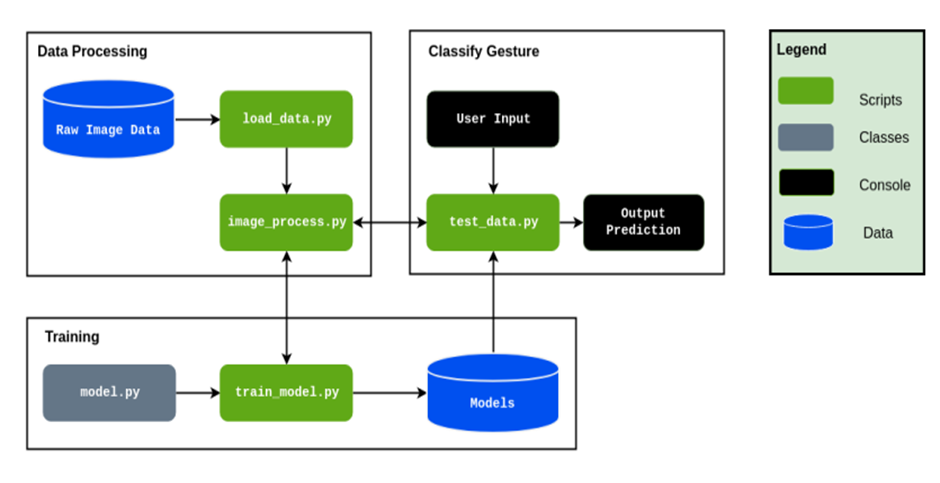 Data Processing
Raw Image Data
load_data.py
image_process.py
Classify Gesture
User Input
test_data.py
Output
Prediction
Training
model.py
train_model.py
Models
Legend
Scripts
Classes
Console
Data